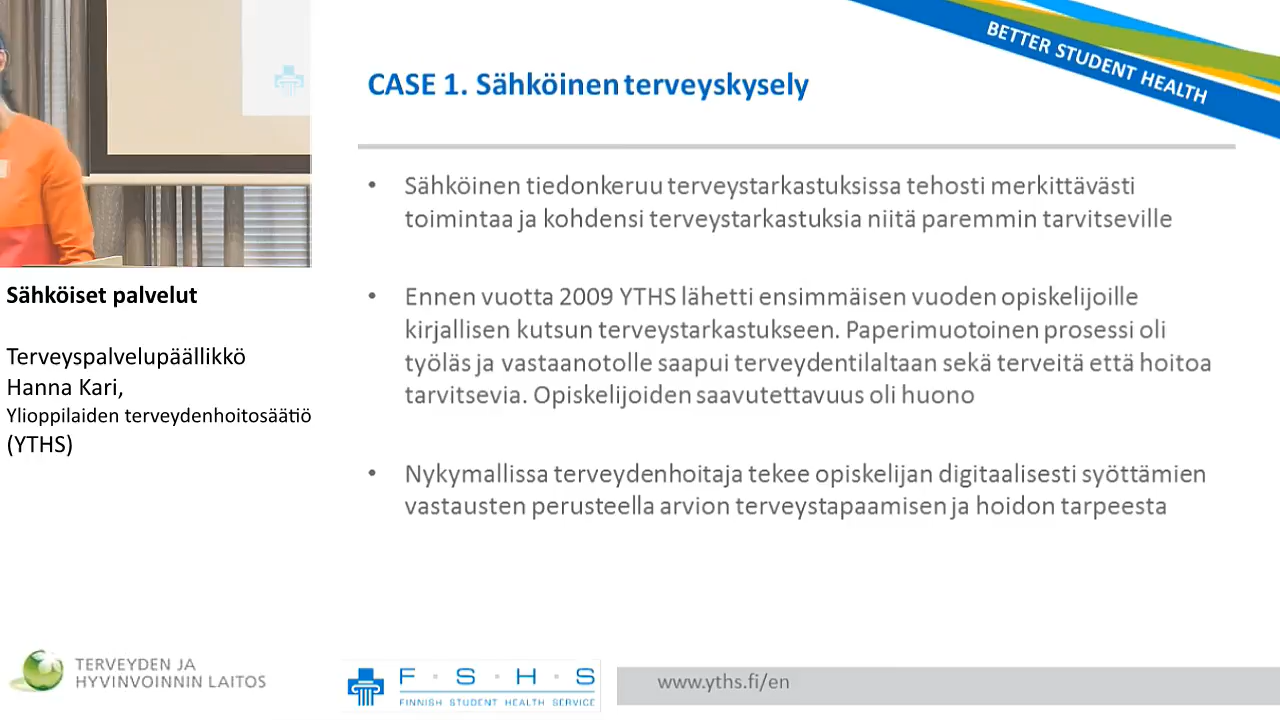 BETTER STUDENT HEALTH
CASE 1. Sähköinen terveyskysely
• Sähköinen tiedonkeruu terveystarkastuksissa tehosti merkittävästi
toimintaa ja kohdensi terveystarkastuksia niitä paremmin tarvitseville
• Ennen vuotta 2009 YTHS lähetti ensimmäisen vuoden opiskelijoille
kirjallisen kutsun terveystarkastukseen. Paperimuotoinen prosessi oli
työläs ja vastaanotolle saapui terveydentilaltaan sekä terveitä että hoitoa
tarvitsevia. Opiskelijoiden saavutettavuus oli huono
• Nykymallissa terveydenhoitaja tekee opiskelijan digitaalisesti syöttämien
vastausten perusteella arvion terveystapaamisen ja hoidon tarpeesta
Sähköiset palvelut
Terveyspalvelupäällikkö
Hanna Kari,
Ylioppilaiden terveydenhoitosäätiö
(YTHS)
TERVEYDEN JA
HYVINVOINNIN LAITOS
F · S · H · S
FINNISH STUDENT HEALTH SERVICE
www.yths.fi/en